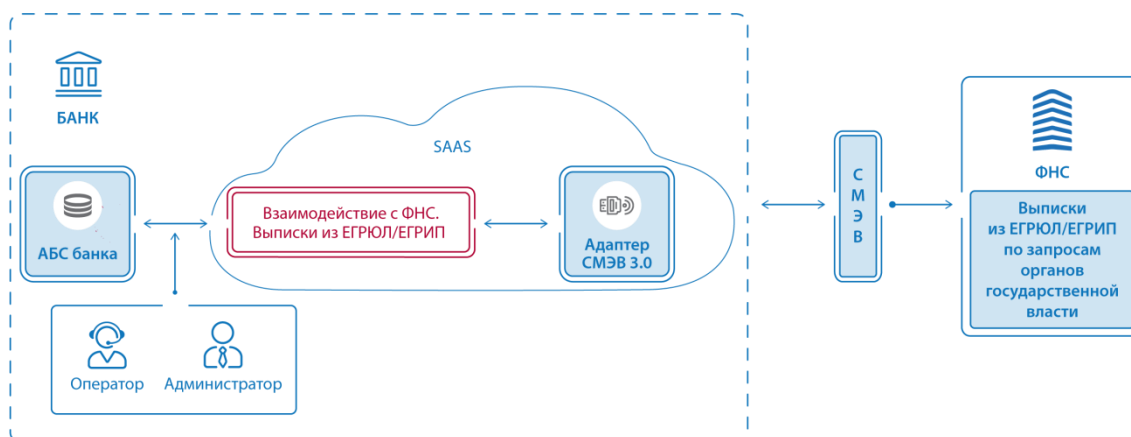 БАНК
SAAS
АБС банка
Взаимодействие с ФНС.
Выписки из ЕГРЮЛ/ЕГРИП
Адаптер
СМЭВ 3.0
Оператор
Администратор
С
М
Э
В
ФНС
Выписки
из ЕГРЮЛ/ЕГРИП
по запросам
органов
государственной
власти